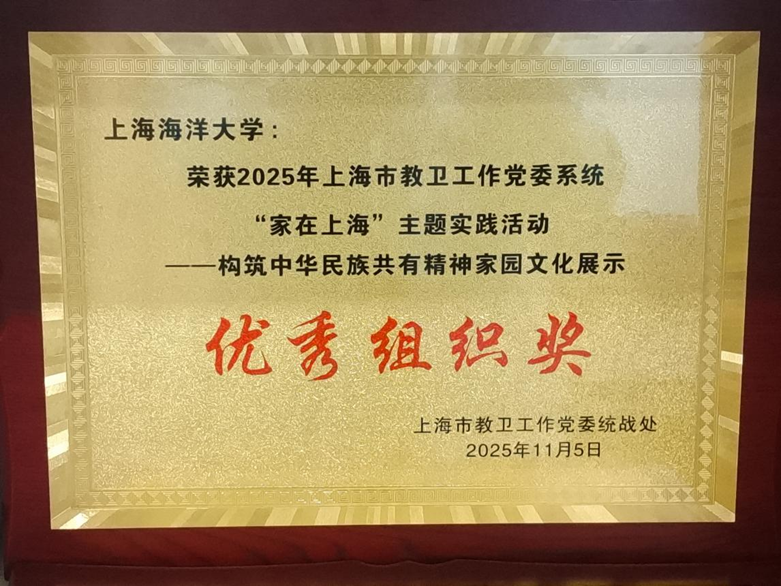 上海海洋大学：
荣获2025年上海市教卫工作党委系统
“家在上海”主题实践活动
——构筑中华民族共有精神家园文化展示
优秀组织奖
上海市教卫工作党委统战处
2025年11月5日